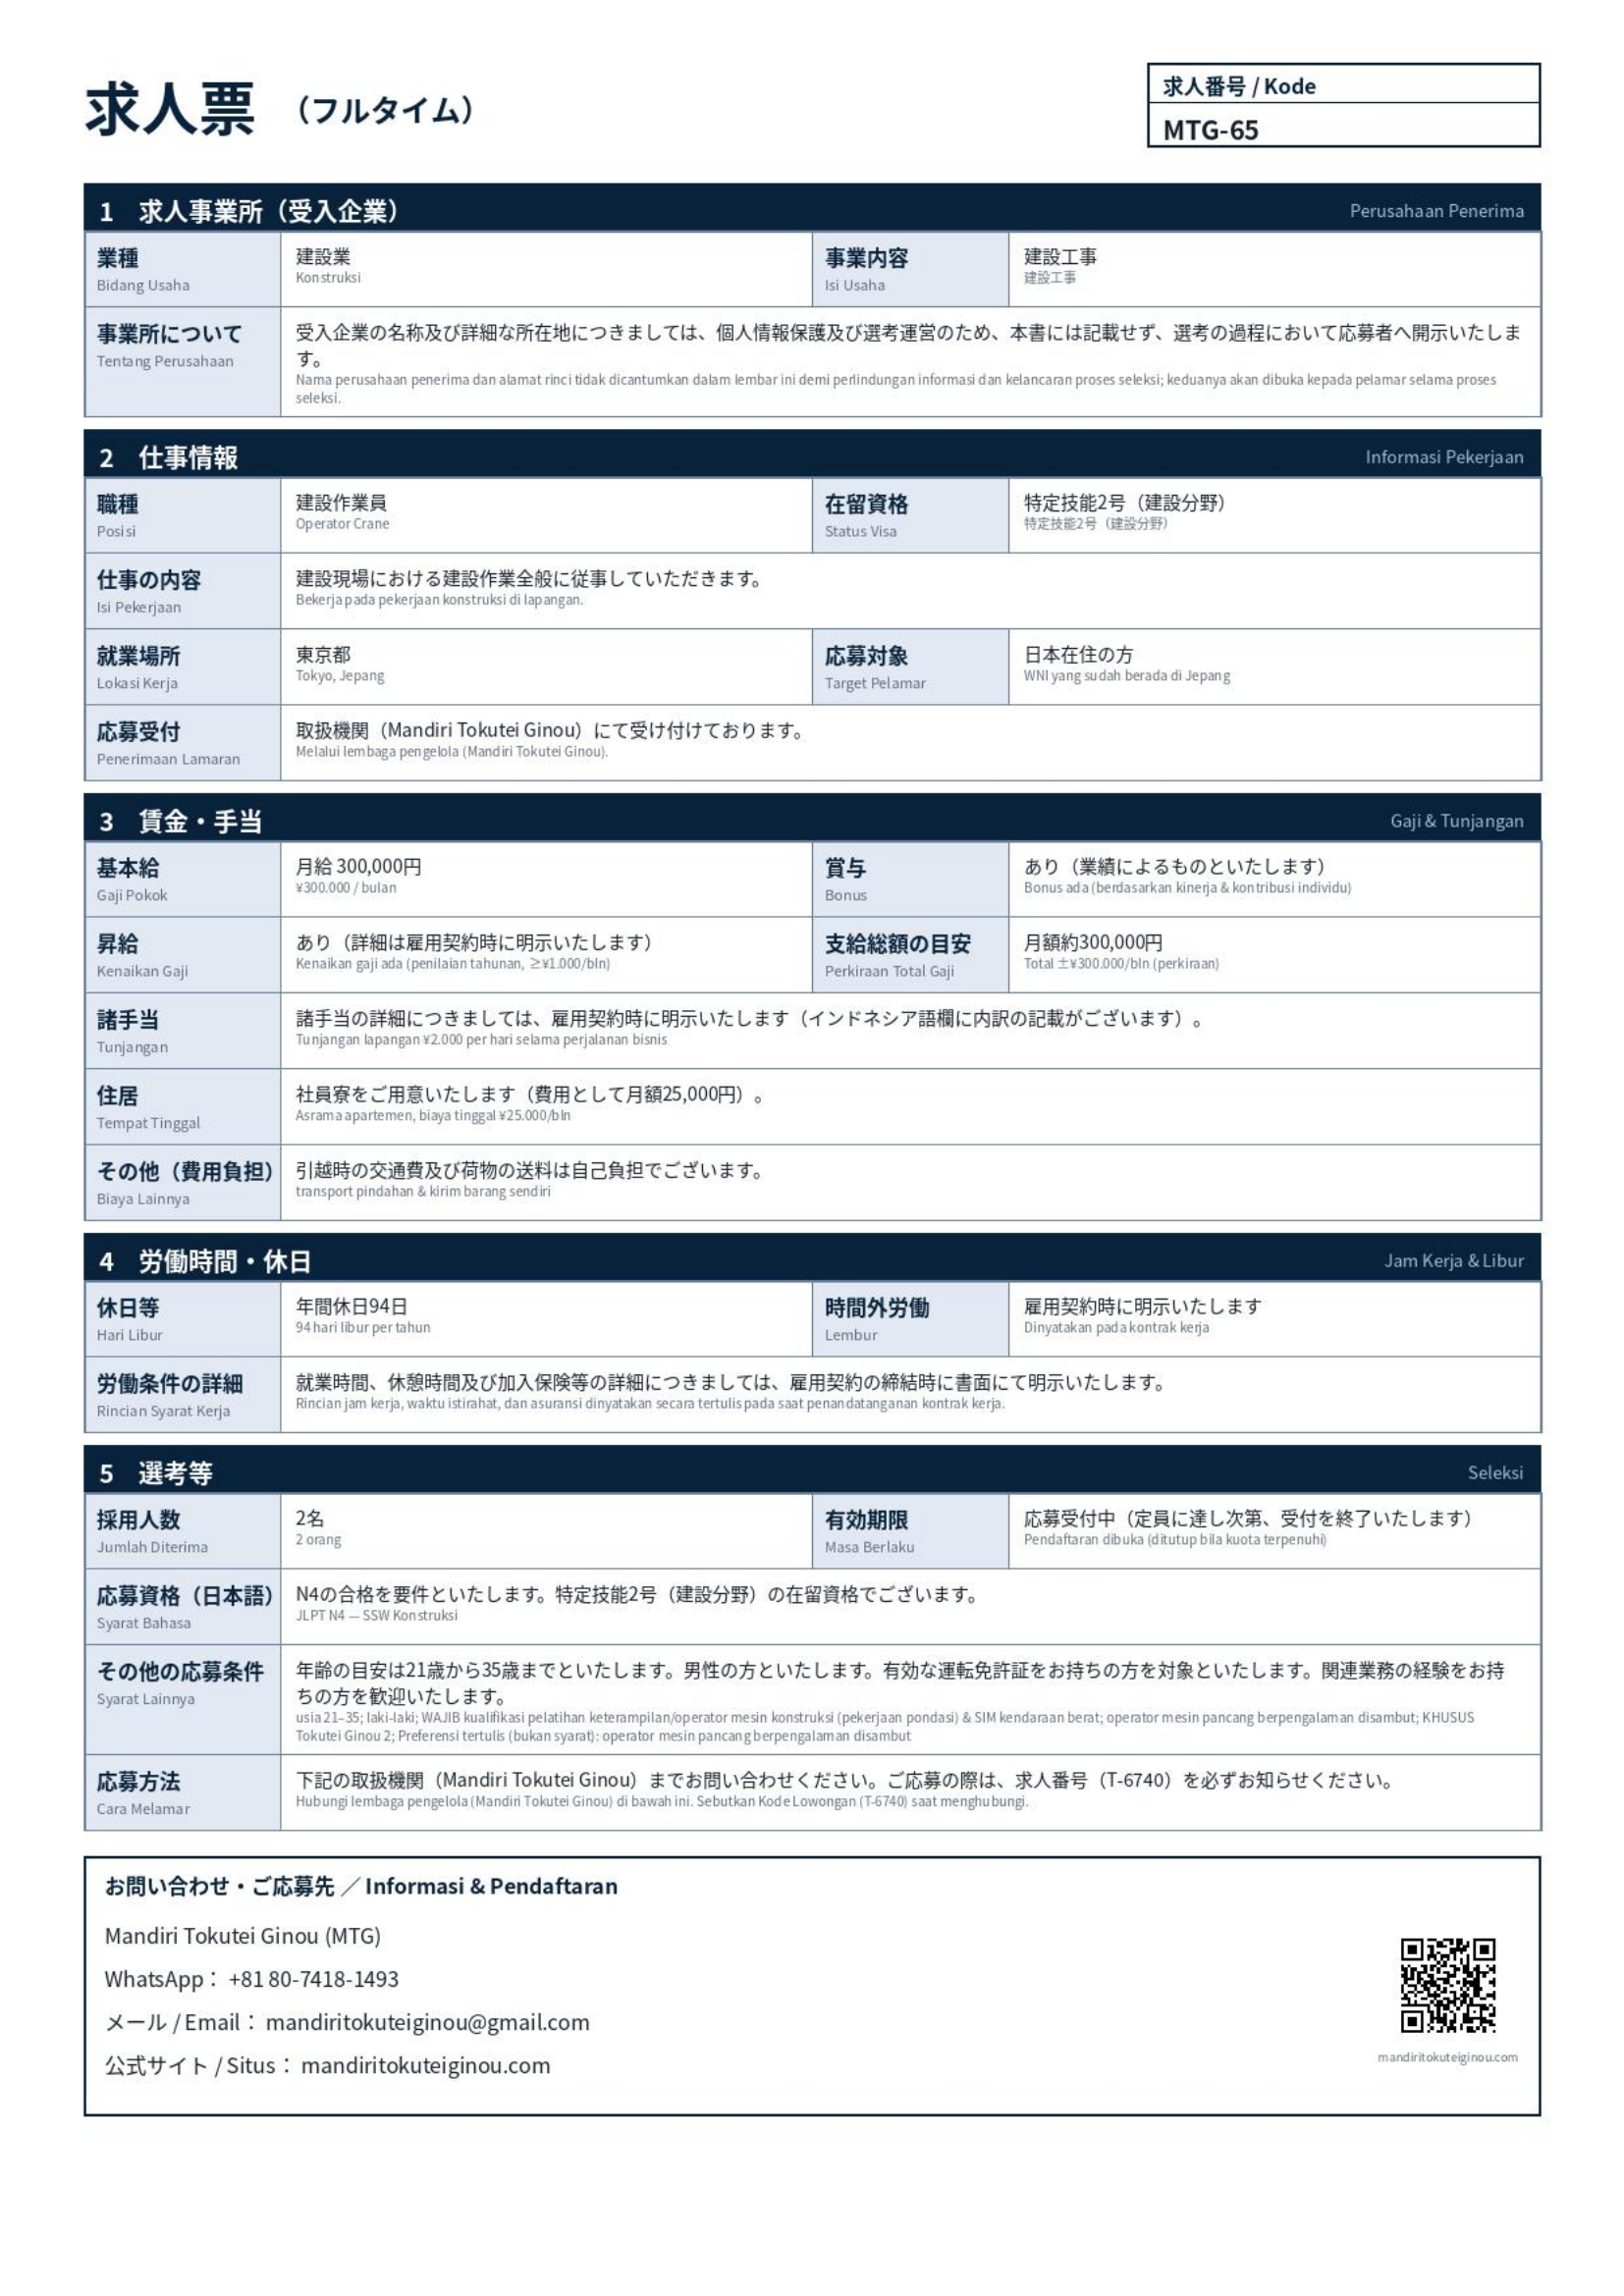 求人票 （フルタイム）
求人番号 / Kode
MTG-65
1 求人事業所（受入企業） Perusahaan Penerima
業種 建設業 事業内容 建設工事
Bidang Usaha Konstruksi Isi Usaha 建設工事
事業所について 受入企業の名称及び詳細な所在地につきましては、個人情報保護及び選考運営のため、本書には記載せず、選考の過程において応募者へ開示いたしま
Tentang Perusahaan す。
Nama perusahaan penerima dan alamat rinci tidak dicantumkan dalam lembar ini demi perlindungan informasi dan kelancaran proses seleksi; keduanya akan dibuka kepada pelamar selama proses
seleksi.
2 仕事情報 Informasi Pekerjaan
職種 建設作業員 在留資格 特定技能2号（建設分野）
Posisi Operator Crane Status Visa 特定技能2号（建設分野）
仕事の内容 建設現場における建設作業全般に従事していただきます。
Isi Pekerjaan Bekerja pada pekerjaan konstruksi di lapangan.
就業場所 東京都 応募対象 日本在住の方
Lokasi Kerja Tokyo, Jepang Target Pelamar WNI yang sudah berada di Jepang
応募受付 取扱機関（Mandiri Tokutei Ginou）にて受け付けております。
Penerimaan Lamaran Melalui lembaga pengelola (Mandiri Tokutei Ginou).
3 賃金・手当 Gaji & Tunjangan
基本給 月給 300,000円 賞与 あり（業績によるものといたします）
Gaji Pokok ¥300.000 / bulan Bonus Bonus ada (berdasarkan kinerja & kontribusi individu)
昇給 あり（詳細は雇用契約時に明示いたします） 支給総額の目安 月額約300,000円
Kenaikan Gaji Kenaikan gaji ada (penilaian tahunan, ≥¥1.000/bln) Perkiraan Total Gaji Total ±¥300.000/bln (perkiraan)
諸手当 諸手当の詳細につきましては、雇用契約時に明示いたします（インドネシア語欄に内訳の記載がございます）。
Tunjangan Tunjangan lapangan ¥2.000 per hari selama perjalanan bisnis
住居 社員寮をご用意いたします（費用として月額25,000円）。
Tempat Tinggal Asrama apartemen, biaya tinggal ¥25.000/bln
その他（費用負担） 引越時の交通費及び荷物の送料は自己負担でございます。
Biaya Lainnya transport pindahan & kirim barang sendiri
4 労働時間・休日 Jam Kerja & Libur
休日等 年間休日94日 時間外労働 雇用契約時に明示いたします
Hari Libur 94 hari libur per tahun Lembur Dinyatakan pada kontrak kerja
労働条件の詳細 就業時間、休憩時間及び加入保険等の詳細につきましては、雇用契約の締結時に書面にて明示いたします。
Rincian Syarat Kerja Rincian jam kerja, waktu istirahat, dan asuransi dinyatakan secara tertulis pada saat penandatanganan kontrak kerja.
5 選考等 Seleksi
採用人数 2名 有効期限 応募受付中（定員に達し次第、受付を終了いたします）
Jumlah Diterima 2 orang Masa Berlaku Pendaftaran dibuka (ditutup bila kuota terpenuhi)
応募資格（日本語） N4の合格を要件といたします。特定技能2号（建設分野）の在留資格でございます。
Syarat Bahasa JLPT N4 — SSW Konstruksi
その他の応募条件 年齢の目安は21歳から35歳までといたします。男性の方といたします。有効な運転免許証をお持ちの方を対象といたします。関連業務の経験をお持
Syarat Lainnya ちの方を歓迎いたします。
usia 21–35; laki-laki; WAJIB kualifikasi pelatihan keterampilan/operator mesin konstruksi (pekerjaan pondasi) & SIM kendaraan berat; operator mesin pancang berpengalaman disambut; KHUSUS
Tokutei Ginou 2; Preferensi tertulis (bukan syarat): operator mesin pancang berpengalaman disambut
応募方法 下記の取扱機関（Mandiri Tokutei Ginou）までお問い合わせください。ご応募の際は、求人番号（T-6740）を必ずお知らせください。
Cara Melamar Hubungi lembaga pengelola (Mandiri Tokutei Ginou) di bawah ini. Sebutkan Kode Lowongan (T-6740) saat menghubungi.
お問い合わせ・ご応募先 ／ Informasi & Pendaftaran
Mandiri Tokutei Ginou (MTG)
WhatsApp： +81 80-7418-1493
メール / Email： mandiritokuteiginou@gmail.com
公式サイト / Situs： mandiritokuteiginou.com
mandiritokuteiginou.com